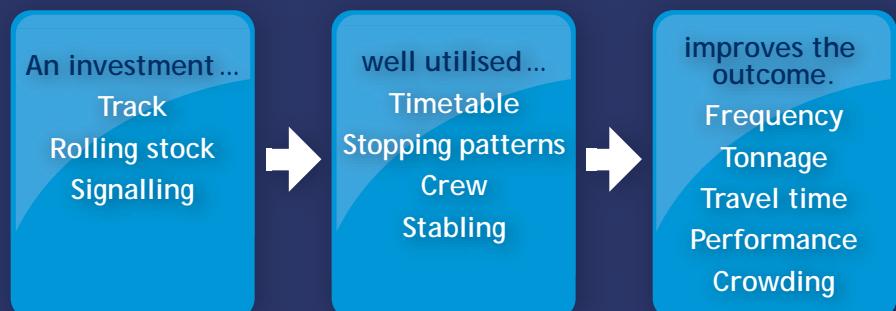 An investment...
Track
Rolling stock
Signalling
well utilised...
Timetable
Stopping patterns
Crew
Stabling
improves the
outcome.
Frequency
Tonnage
Travel time
Performance
Crowding